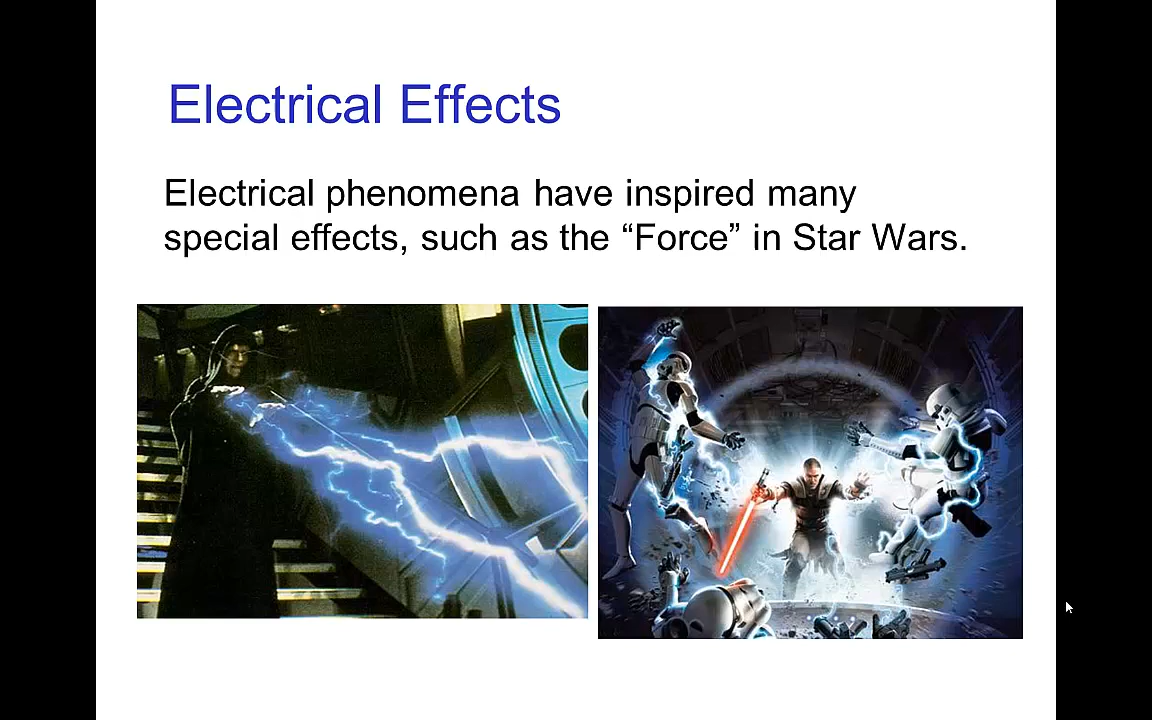 Electrical Effects
Electrical phenomena have inspired many
special effects, such as the “Force” in Star Wars.